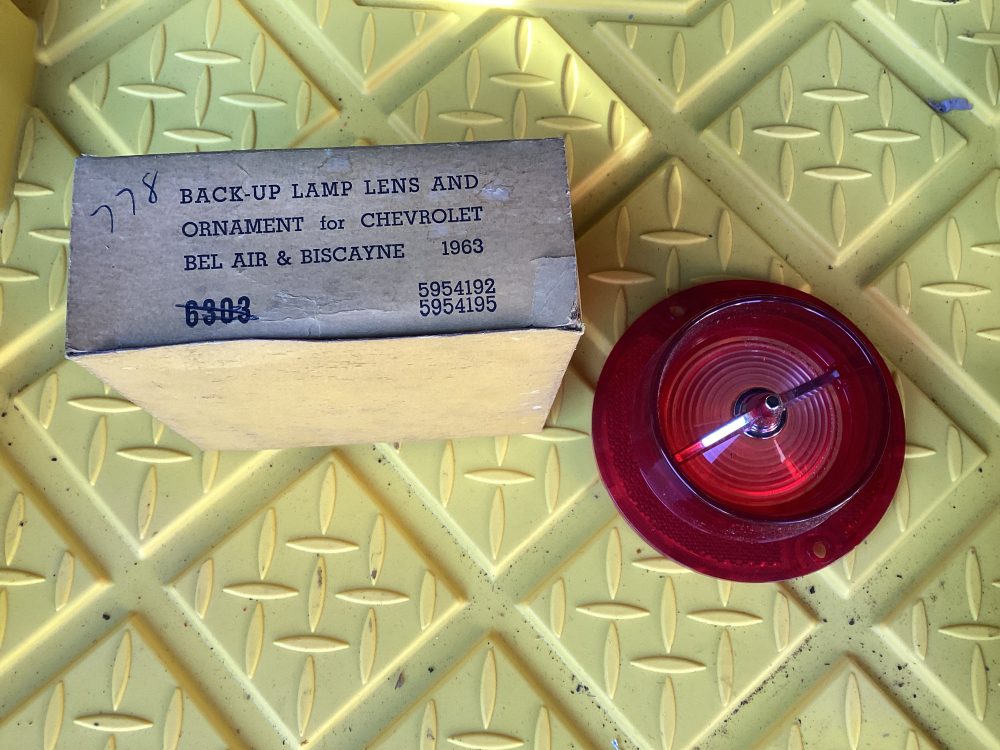 778
BACK-UP LAMP LENS AND
ORNAMENT for CHEVROLET
BEL AIR & BISCAYNE 1963
5954192
6303 5954195